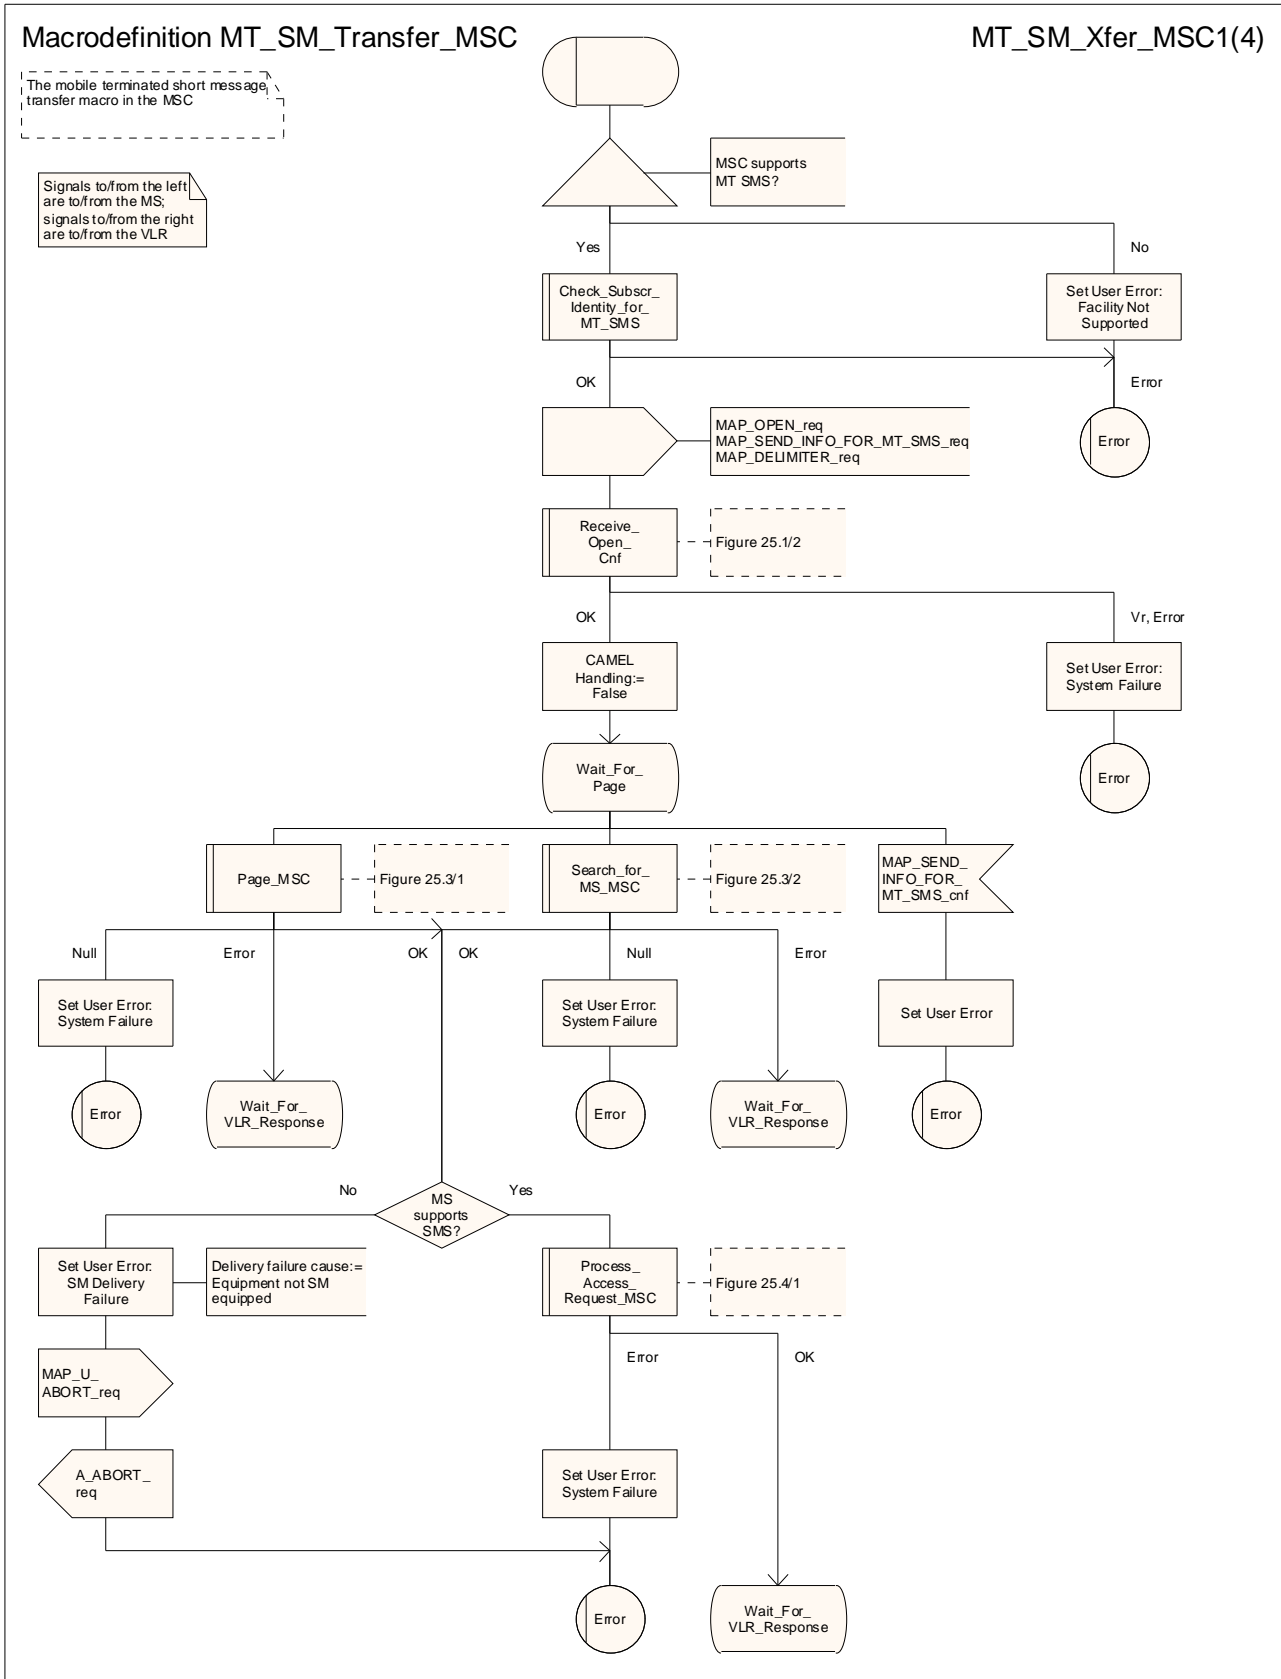 Macrodefinition MT_SM_Transfer_MSC
MT_SM_Xfer_MSC1(4)
The mobile terminated short message
transfer macro in the MSC
Signals to/from the left
are to/from the MS;
signals to/from the right
are to/from the VLR
MSC supports
MT SMS?
Yes
No
Check_Subscr_
Identity_for_
MT_SMS
Set User Error:
Facility Not
Supported
OK
Error
MAP_OPEN_req
MAP_SEND_INFO_FOR_MT_SMS_req
MAP_DELIMITER_req
Error
Receive_
Open_
Cnf
Figure 25.1/2
OK
Vr, Error
CAMEL
Handling:=
False
Set User Error:
System Failure
Wait_For_
Page
Error
Page_MSC
Figure 25.3/1
Search_for_
MS_MSC
Figure 25.3/2
MAP_SEND_
INFO_FOR_
MT_SMS_cnf
Null
Error
OK
OK
Null
Error
Set User Error:
System Failure
Set User Error:
System Failure
Set User Error
Error
Wait_For_
VLR_Response
Error
Wait_For_
VLR_Response
Error
No
MS
supports
SMS?
Yes
Set User Error:
SM Delivery
Failure
Delivery failure cause:=
Equipment not SM
equipped
Process_
Access_
Request_MSC
Figure 25.4/1
Error
OK
MAP_U_
ABORT_req
A_ABORT_
req
Set User Error:
System Failure
Error
Wait_For_
VLR_Response